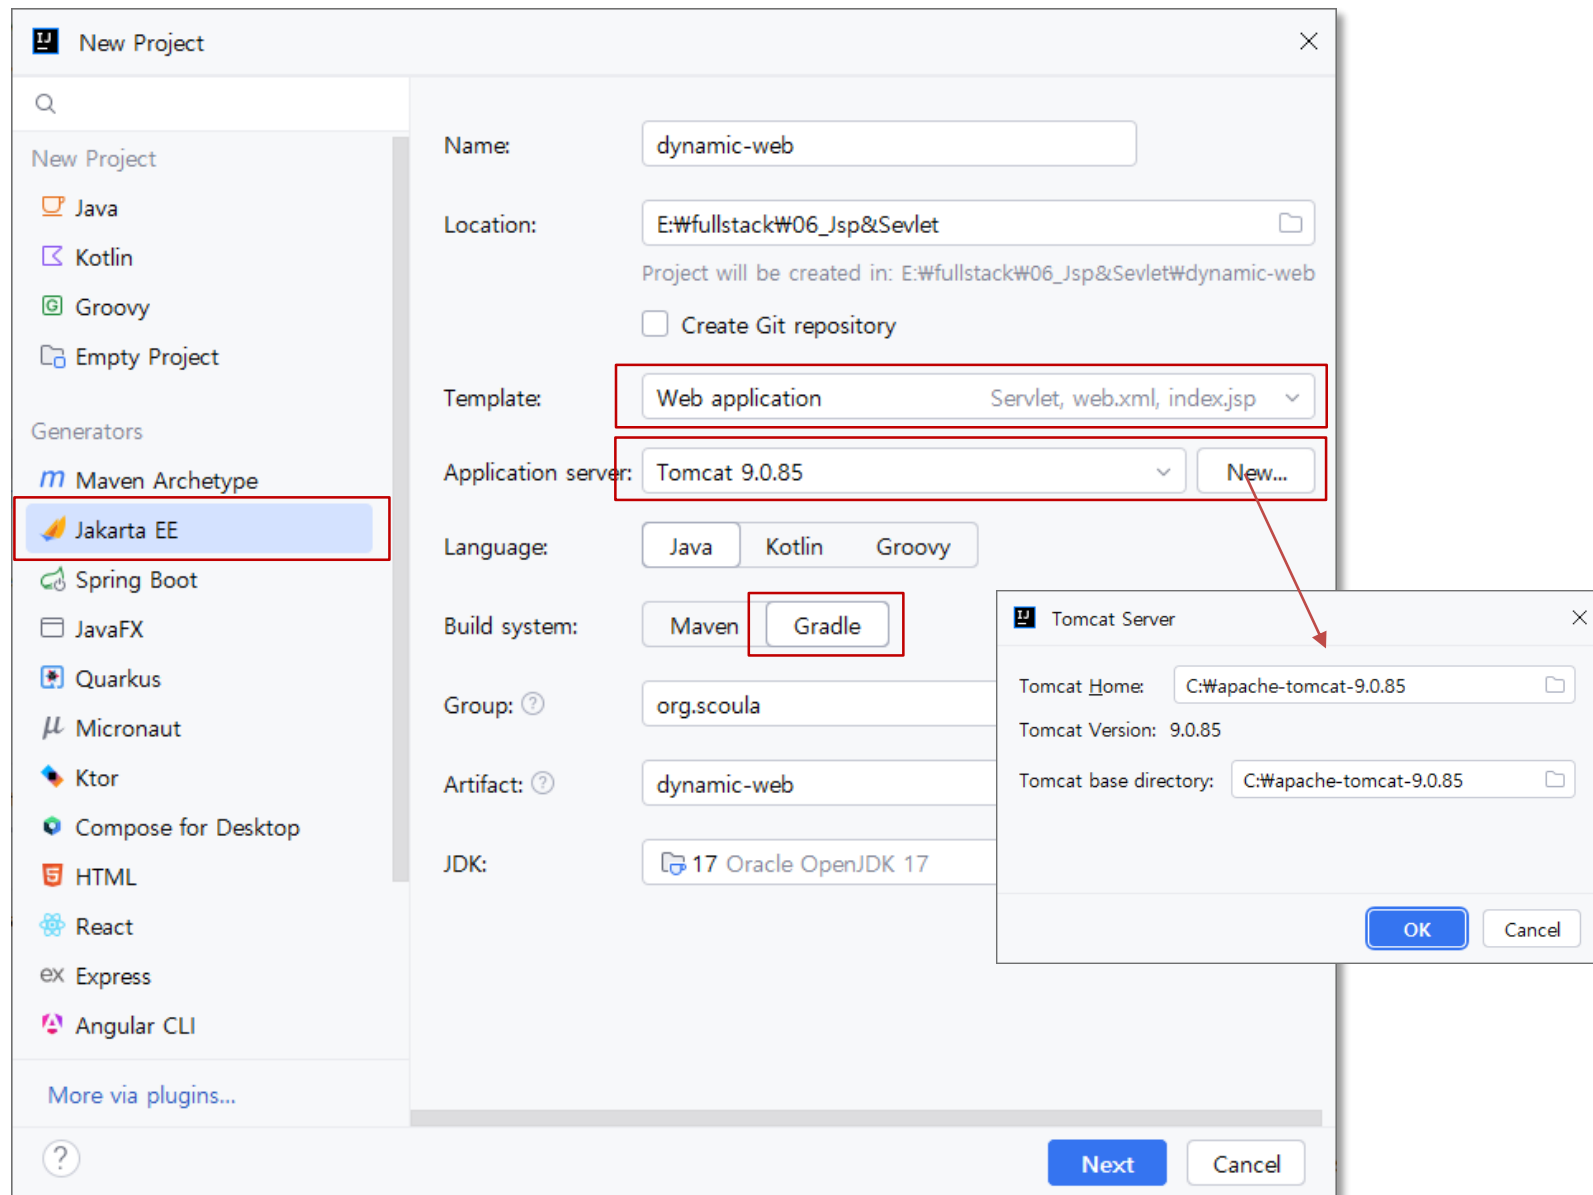 New Project
New Project
Java
Kotlin
Groovy
Empty Project
Generators
Maven Archetype
Jakarta EE
Spring Boot
JavaFX
Quarkus
Micronaut
Ktor
Compose for Desktop
HTML
React
ex Express
Angular CLI
More via plugins...
?
Name: dynamic-web
Location: E:₩fullstack₩06_Jsp&Sevlet
Project will be created in: E:₩fullstack₩06_Jsp&Sevlet₩dynamic-web
Create Git repository
Template: Web application Servlet, web.xml, index.jsp
Application server: Tomcat 9.0.85 New...
Language: Java Kotlin Groovy
Build system: Maven Gradle
Group: ? org.scoula
Artifact: ? dynamic-web
JDK: 17 Oracle OpenJDK 17
Next Cancel
Tomcat Server
Tomcat Home: C:₩apache-tomcat-9.0.85
Tomcat Version: 9.0.85
Tomcat base directory: C:₩apache-tomcat-9.0.85
OK Cancel